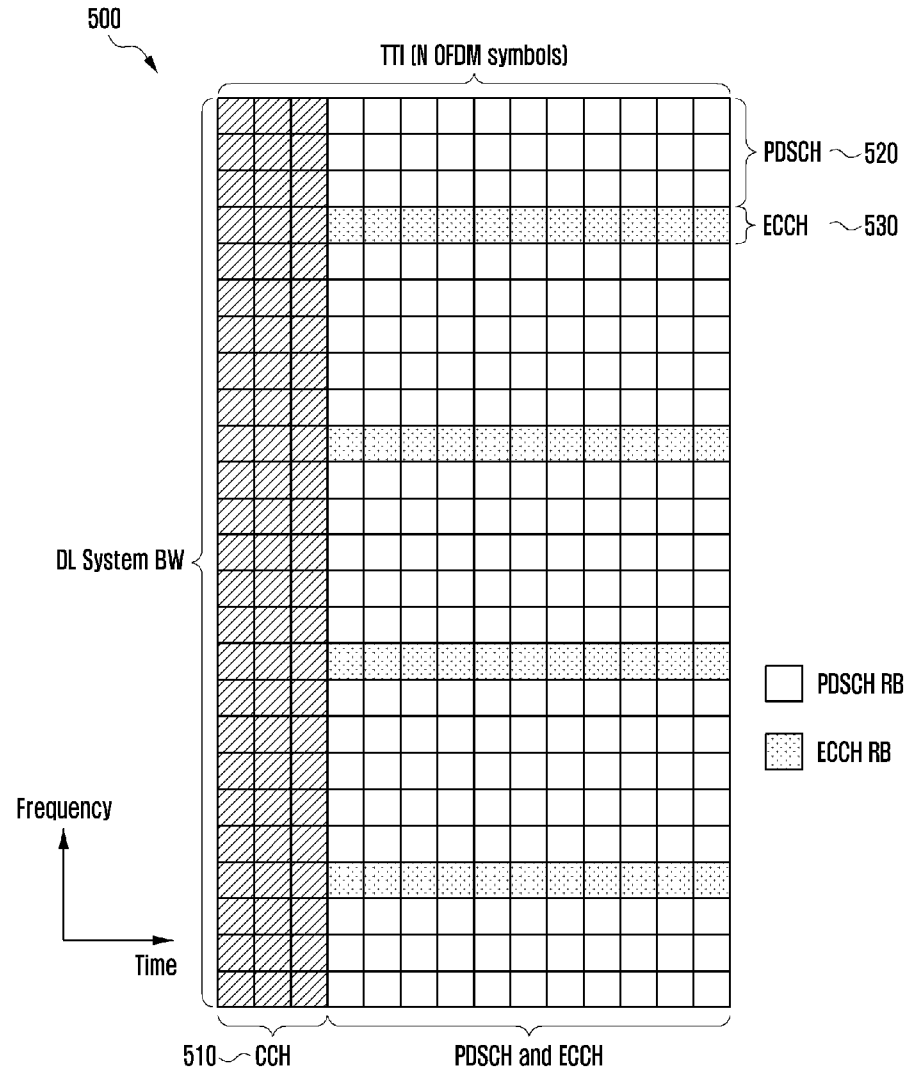 500
TTI (N OFDM symbols)
PDSCH 520
ECCH 530
DL System BW
PDSCH RB
ECCH RB
Frequency
Time
510 CCH
PDSCH and ECCH